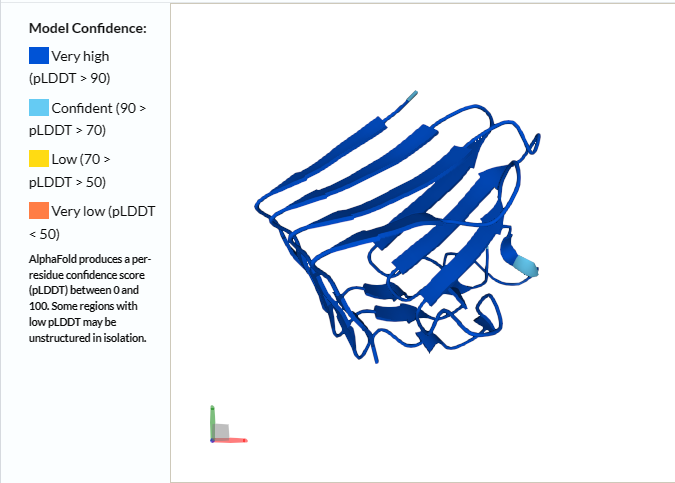 Model Confidence:
Very high
(pLDDT > 90)
Confident (90 >
pLDDT > 70)
Low (70 >
pLDDT > 50)
Very low (pLDDT
< 50)
AlphaFold produces a per-
residue confidence score
(pLDDT) between 0 and
100. Some regions with
low pLDDT may be
unstructured in isolation.